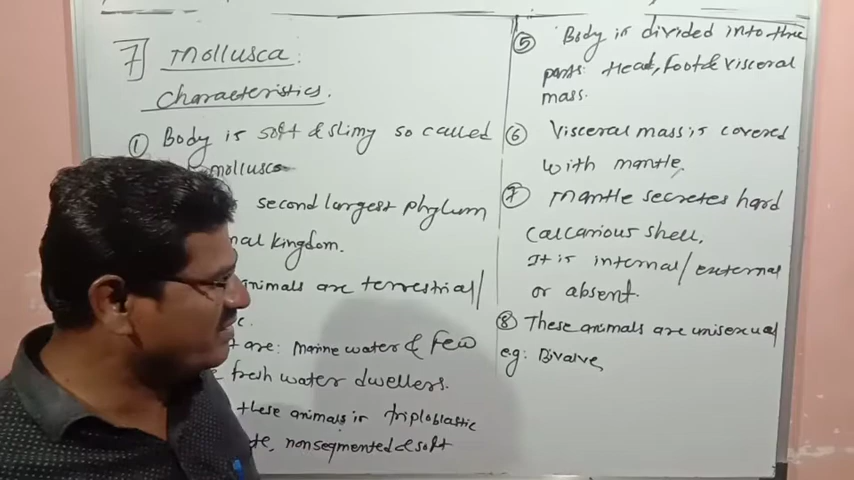 7] Mollusca:
Characteristics.
① Body is soft & slimy so called
mollusca
second largest phylum
kingdom.
animals are terrestrial/
are: Marine water & few
fresh water dwellers.
these animals is triploblastic
nonsegmented & soft
⑤ Body is divided into three
parts: Head, Foot & visceral
mass.
⑥ Visceral mass is covered
with mantle.
⑦ Mantle secretes hard
calcarious shell,
It is internal/external
or absent.
⑧ These animals are unisexual
eg: Bivalve,